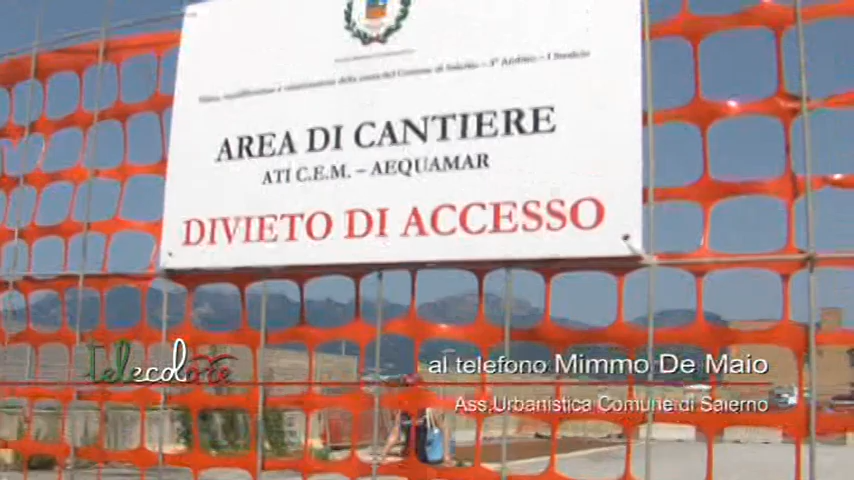 AREA DI CANTIERE
ATI C.E.M. – AEQUAMAR
DIVIETO DI ACCESSO
telecolore
al telefono Mimmo De Maio
Ass.Urbanistica Comune di Salerno